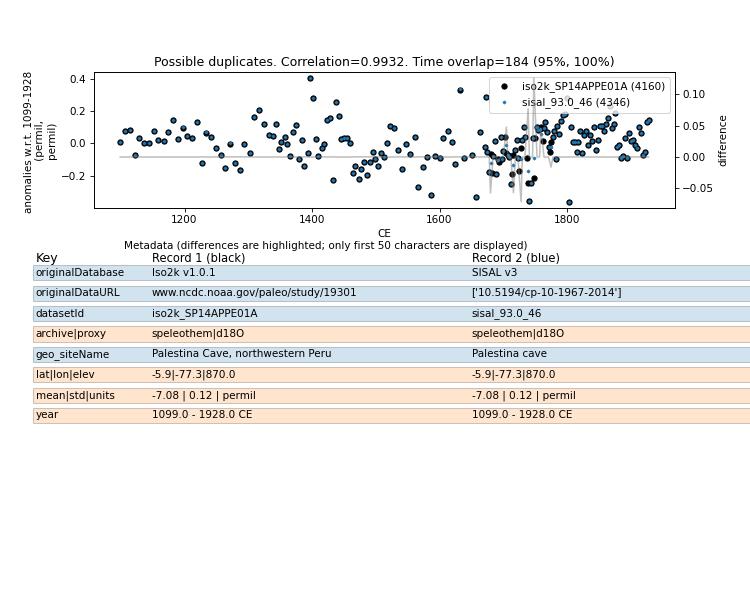 Possible duplicates. Correlation=0.9932. Time overlap=184 (95%, 100%)
anomalies w.r.t. 1099-1928
(permil,
permil)
0.4
0.2
0.0
−0.2
iso2k_SP14APPE01A (4160)
sisal_93.0_46 (4346)
0.10
0.05
0.00
−0.05
difference
1200 1400 1600 1800
CE
Metadata (differences are highlighted; only first 50 characters are displayed)
Key Record 1 (black) Record 2 (blue)
originalDatabase Iso2k v1.0.1 SISAL v3
originalDataURL www.ncdc.noaa.gov/paleo/study/19301 ['10.5194/cp-10-1967-2014']
datasetId iso2k_SP14APPE01A sisal_93.0_46
archive|proxy speleothem|d18O speleothem|d18O
geo_siteName Palestina Cave, northwestern Peru Palestina cave
lat|lon|elev -5.9|-77.3|870.0 -5.9|-77.3|870.0
mean|std|units -7.08 | 0.12 | permil -7.08 | 0.12 | permil
year 1099.0 - 1928.0 CE 1099.0 - 1928.0 CE